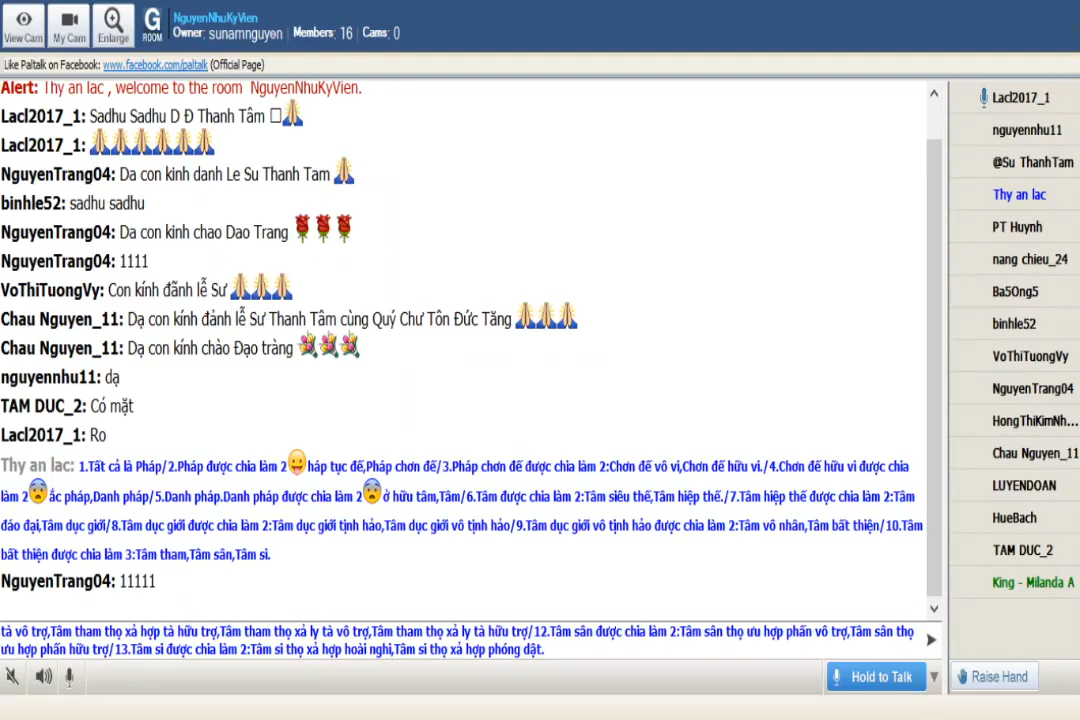 View Cam
My Cam
Enlarge
G
ROOM
NguyenNhuKyVien
Owner: sunamnguyen Members: 16 Cams: 0
Like Paltalk on Facebook: www.facebook.com/paltalk (Official Page)
Alert: Thy an lac , welcome to the room NguyenNhuKyVien.
Lacl2017_1: Sadhu Sadhu D Đ Thanh Tâm
Lacl2017_1:
NguyenTrang04: Da con kinh danh Le Su Thanh Tam
binhle52: sadhu sadhu
NguyenTrang04: Da con kinh chao Dao Trang
NguyenTrang04: 1111
VoThiTuongVy: Con kính đãnh lễ Sư
Chau Nguyen_11: Dạ con kính đảnh lễ Sư Thanh Tâm cùng Quý Chư Tôn Đức Tăng
Chau Nguyen_11: Dạ con kính chào Đạo tràng
nguyennhu11: dạ
TAM DUC_2: Có mặt
Lacl2017_1: Ro
Thy an lac: 1.Tất cả là Pháp/2.Pháp được chia làm 2 háp tục đế,Pháp chơn đế/3.Pháp chơn đế được chia làm 2:Chơn đế vô vi,Chơn đế hữu vi./4.Chơn đế hữu vi được chia
làm 2 ắc pháp,Danh pháp/5.Danh pháp.Danh pháp được chia làm 2 ở hữu tâm,Tâm/6.Tâm được chia làm 2:Tâm siêu thế,Tâm hiệp thế./7.Tâm hiệp thế được chia làm 2:Tâm
đáo đại,Tâm dục giới/8.Tâm dục giới được chia làm 2:Tâm dục giới tịnh hảo,Tâm dục giới vô tịnh hảo/9.Tâm dục giới vô tịnh hảo được chia làm 2:Tâm vô nhân,Tâm bất thiện/10.Tâm
bất thiện được chia làm 3:Tâm tham,Tâm sân,Tâm si.
NguyenTrang04: 11111
tà vô trợ,Tâm tham thọ xả hợp tà hữu trợ,Tâm tham thọ xả ly tà vô trợ,Tâm tham thọ xả ly tà hữu trợ/12.Tâm sân được chia làm 2:Tâm sân thọ ưu hợp phấn vô trợ,Tâm sân thọ
ưu hợp phấn hữu trợ/13.Tâm si được chia làm 2:Tâm si thọ xả hợp hoài nghi,Tâm si thọ xả hợp phóng dật.
Hold to Talk
Lacl2017_1
nguyennhu11
@Su ThanhTam
Thy an lac
PT Huynh
nang chieu_24
Ba5Ong5
binhle52
VoThiTuongVy
NguyenTrang04
HongThiKimNh...
Chau Nguyen_11
LUYENDOAN
HueBach
TAM DUC_2
King - Milanda A
Raise Hand